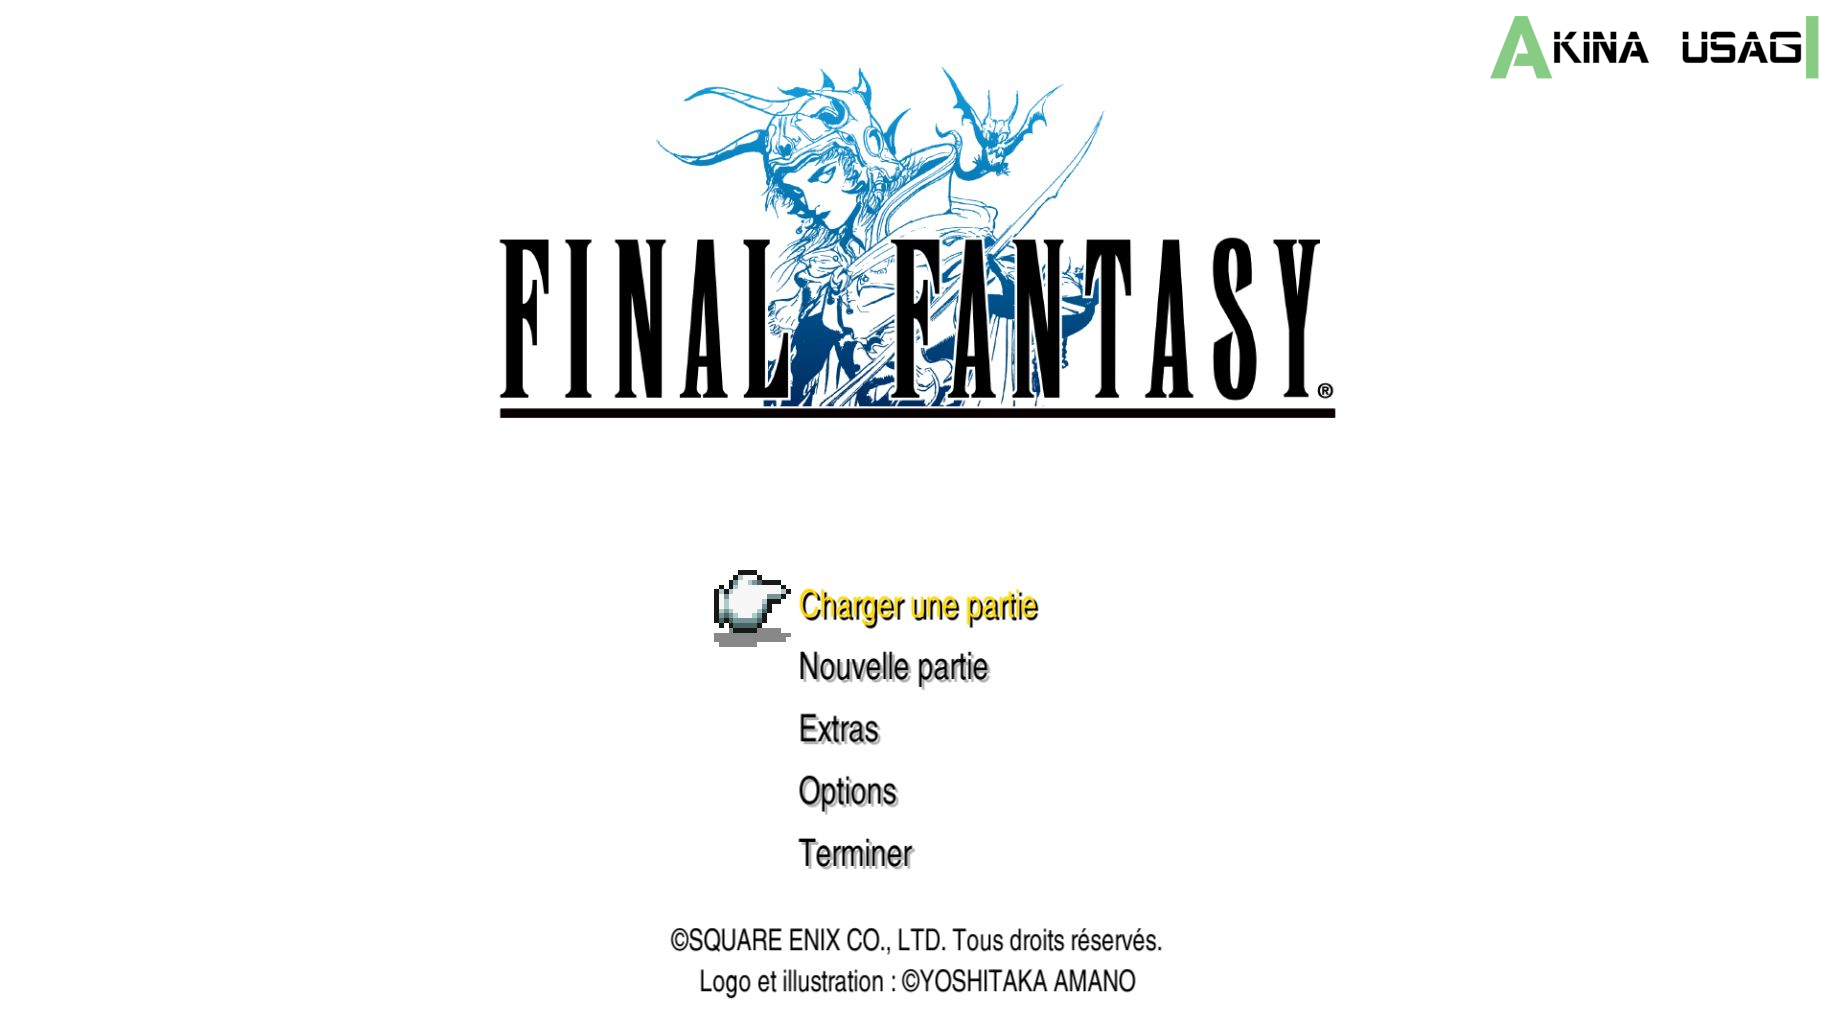 AKINA USAGI
FINAL FANTASY®
Charger une partie
Nouvelle partie
Extras
Options
Terminer
©SQUARE ENIX CO., LTD. Tous droits réservés.
Logo et illustration : ©YOSHITAKA AMANO